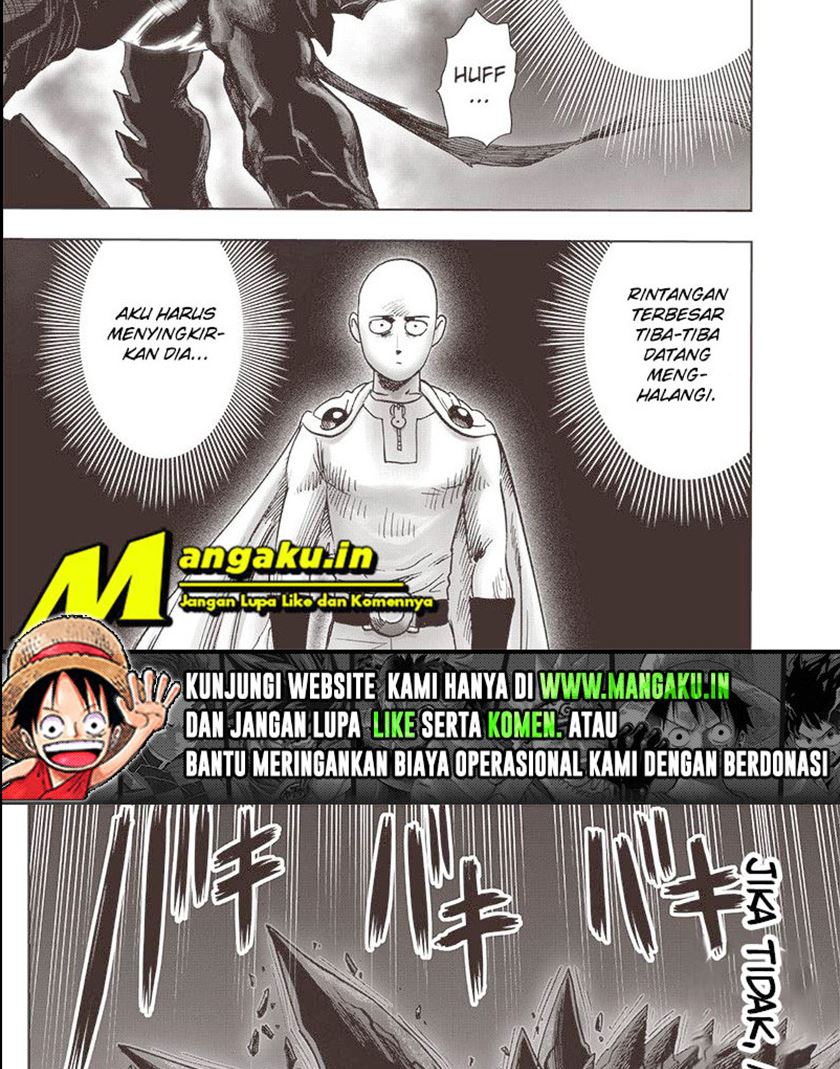 HUFF
...
RINTANGAN
TERBESAR
TIBA-TIBA
DATANG
MENG-
HALANGI.
AKU HARUS
MENYINGKIR-
KAN DIA...
Mangaku.in
Jangan Lupa Like dan Komennya
KUNJUNGI WEBSITE KAMI HANYA DI WWW.MANGAKU.IN
DAN JANGAN LUPA LIKE SERTA KOMEN. ATAU
BANTU MERINGANKAN BIAYA OPERASIONAL KAMI DENGAN BERDONASI
バキ
バキ
バキ
JIKA TIDAK,